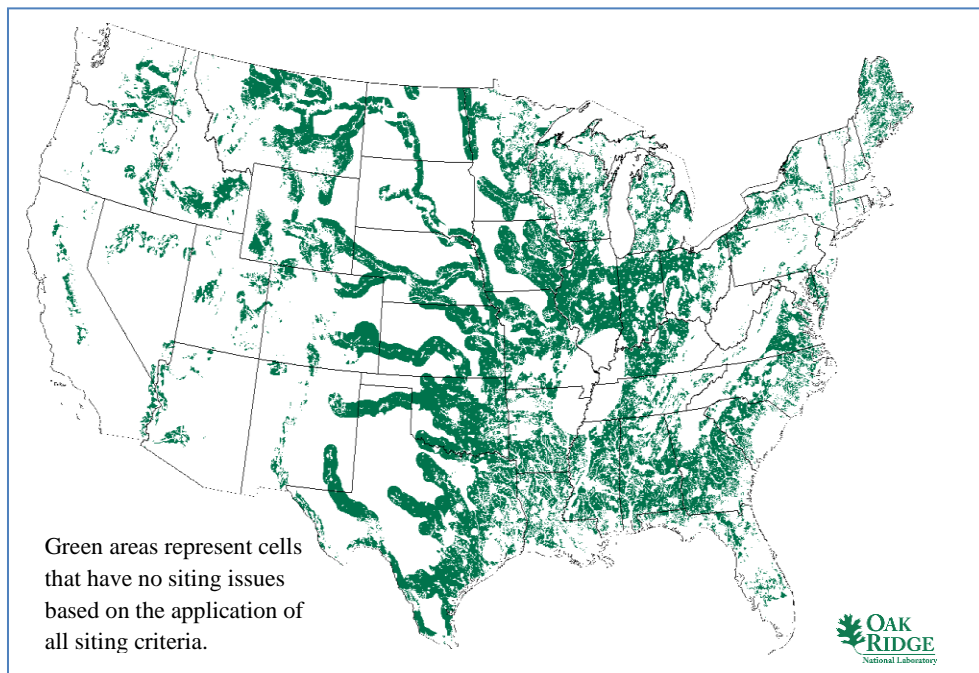 Green areas represent cells
that have no siting issues
based on the application of
all siting criteria.
OAK
RIDGE
National Laboratory